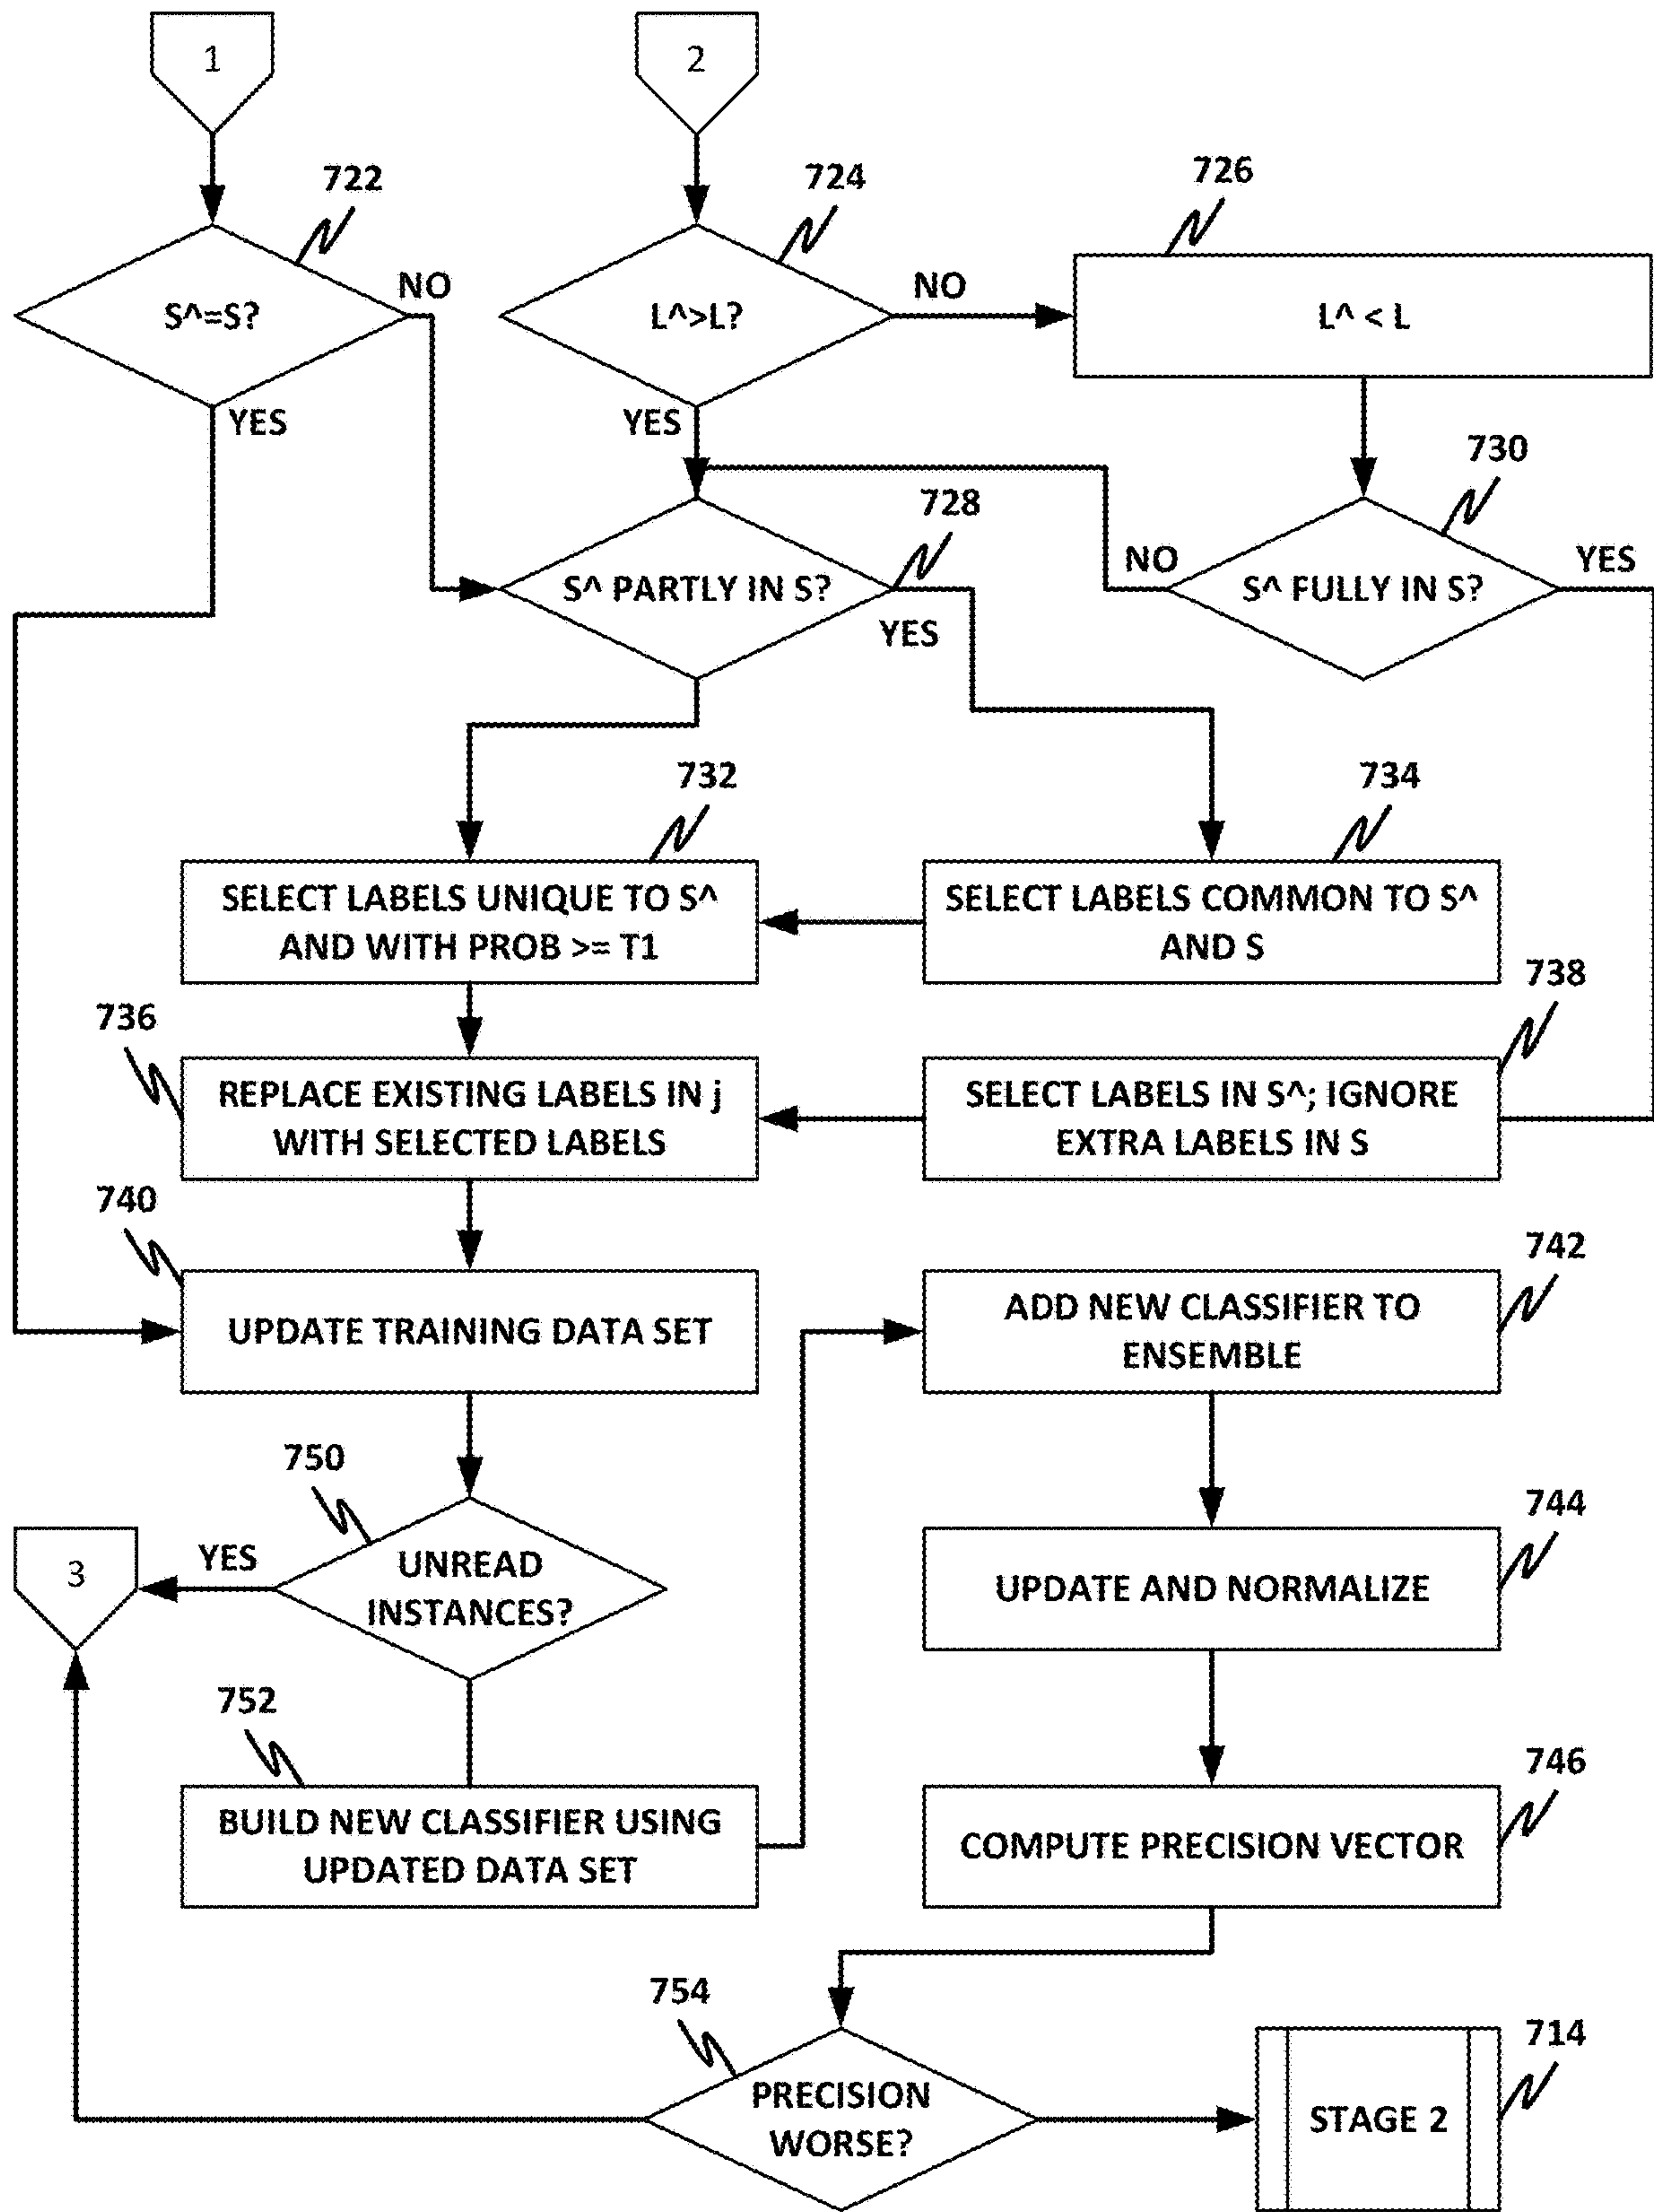 1
2
722
724
726
NO
NO
S^=S?
L^>L?
L^ < L
YES
YES
730
728
NO
YES
S^ PARTLY IN S?
S^ FULLY IN S?
YES
732
734
SELECT LABELS UNIQUE TO S^
AND WITH PROB >= T1
SELECT LABELS COMMON TO S^
AND S
736
738
REPLACE EXISTING LABELS IN j
WITH SELECTED LABELS
SELECT LABELS IN S^; IGNORE
EXTRA LABELS IN S
740
742
UPDATE TRAINING DATA SET
ADD NEW CLASSIFIER TO
ENSEMBLE
750
744
3
YES
UNREAD
INSTANCES?
UPDATE AND NORMALIZE
752
746
BUILD NEW CLASSIFIER USING
UPDATED DATA SET
COMPUTE PRECISION VECTOR
754
714
PRECISION
WORSE?
STAGE 2